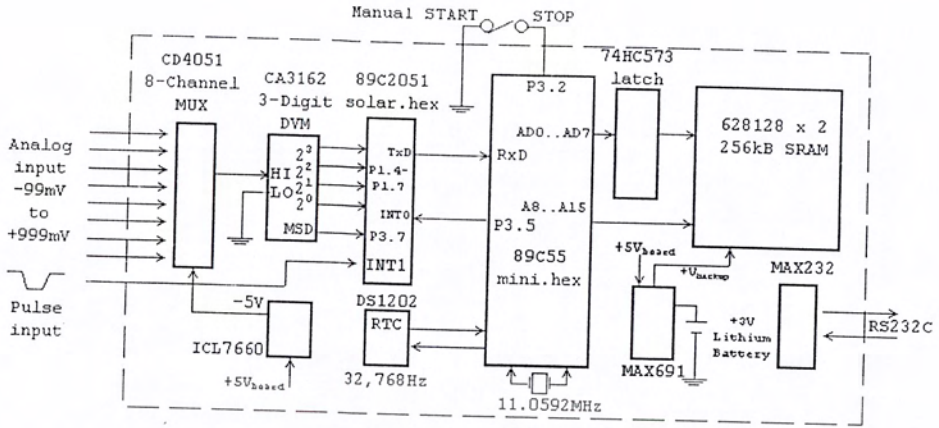 Manual START
STOP
CD4051
8-Channel
MUX
CA3162
3-Digit
DVM
89C2051
solar.hex
74HC573
latch
P3.2
628128 x 2
256kB SRAM
Analog
input
-99mV
to
+999mV
HI
LO
2³
2²
2¹
2⁰
MSD
TxD
P1.4-
P1.7
INT0
P3.7
INT1
RxD
AD0..AD7
A8..A15
P3.5
89C55
mini.hex
+5Vboard
+Vbackup
MAX232
Pulse
input
-5V
ICL7660
+5Vboard
DS1202
RTC
32,768Hz
11.0592MHz
MAX691
+3V
Lithium
Battery
RS232C